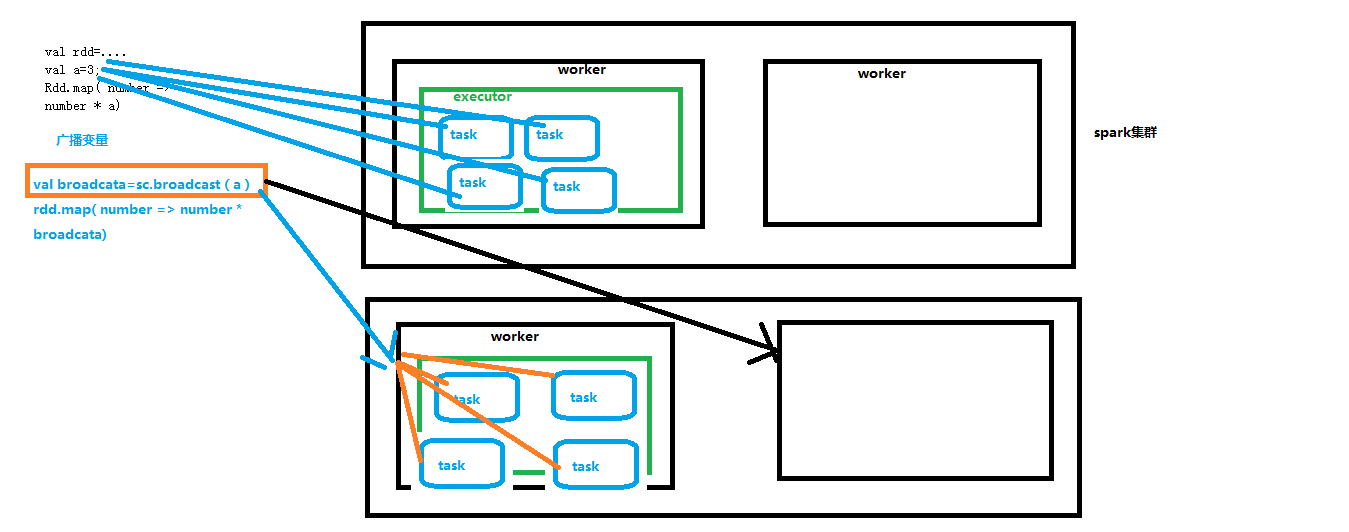 val rdd=....
val a=3;
Rdd.map( number =>
number * a)
广播变量
val broadcata=sc.broadcast ( a )
rdd.map( number => number *
broadcata)
worker
executor
task
task
task
task
worker
spark集群
worker
task
task
task
task